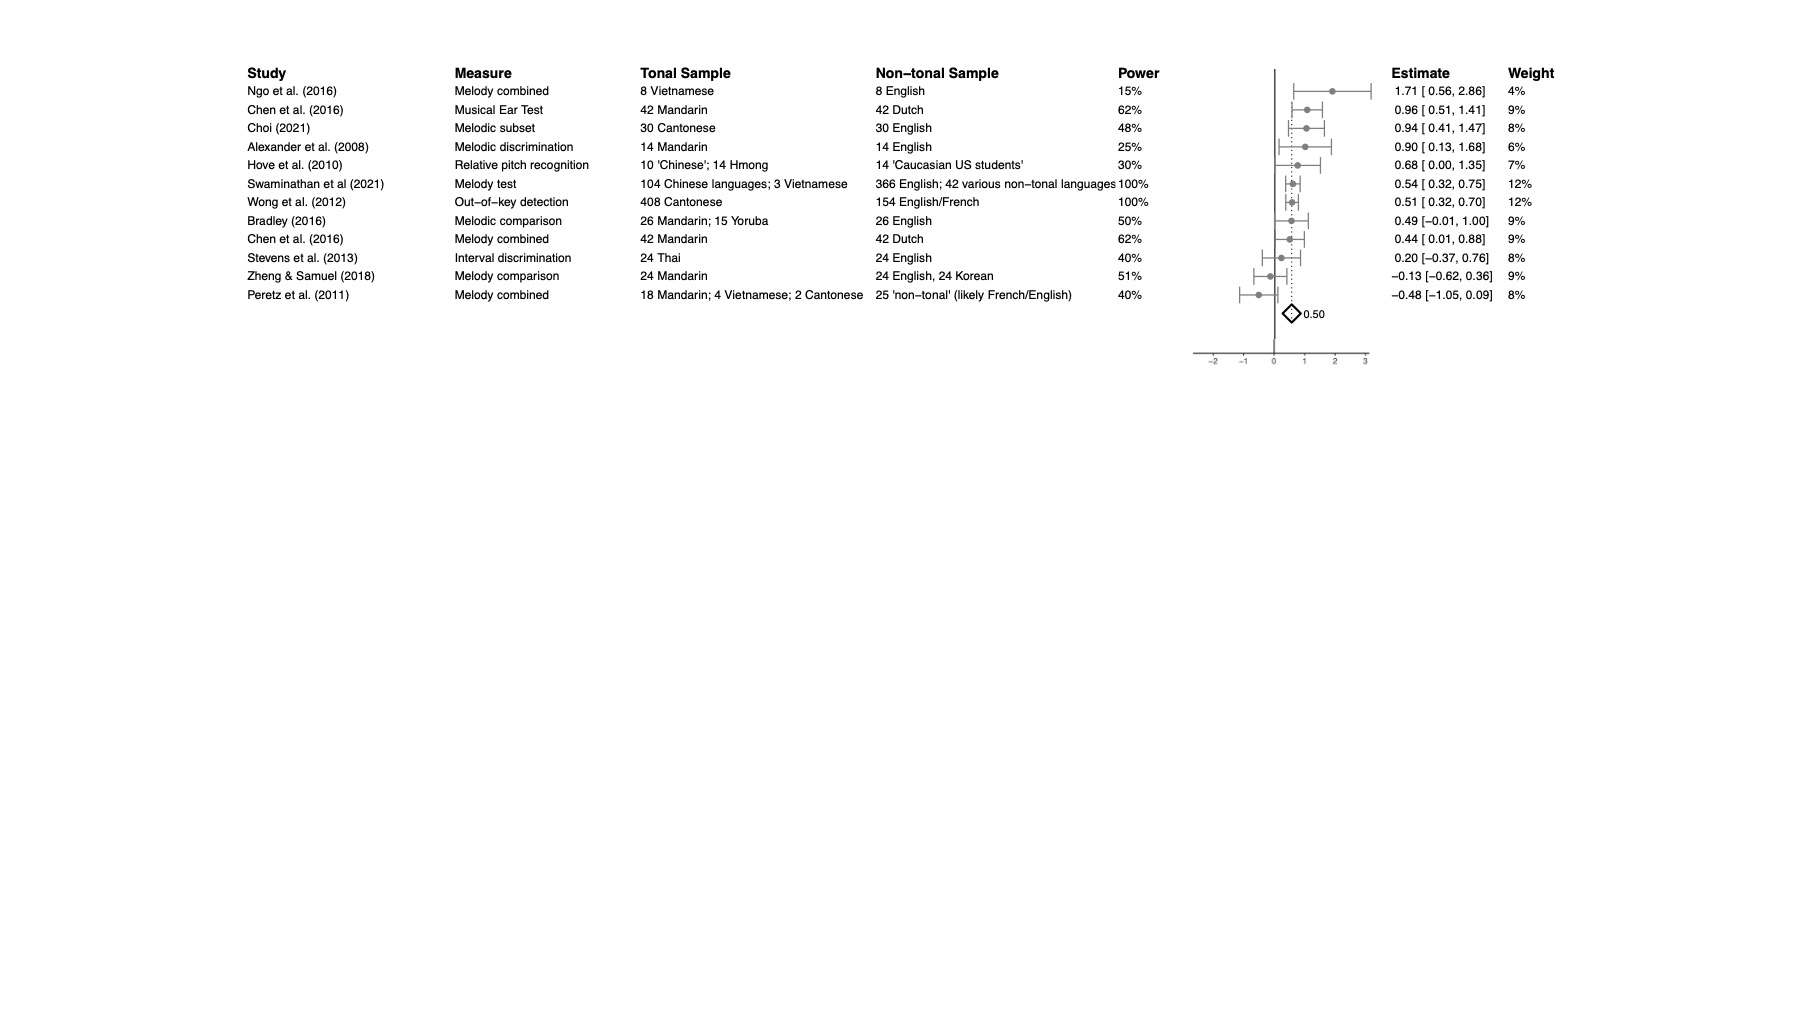 Study Measure Tonal Sample Non−tonal Sample Power Estimate Weight
Ngo et al. (2016) Melody combined 8 Vietnamese 8 English 15% 1.71 [ 0.56, 2.86] 4%
Chen et al. (2016) Musical Ear Test 42 Mandarin 42 Dutch 62% 0.96 [ 0.51, 1.41] 9%
Choi (2021) Melodic subset 30 Cantonese 30 English 48% 0.94 [ 0.41, 1.47] 8%
Alexander et al. (2008) Melodic discrimination 14 Mandarin 14 English 25% 0.90 [ 0.13, 1.68] 6%
Hove et al. (2010) Relative pitch recognition 10 'Chinese'; 14 Hmong 14 'Caucasian US students' 30% 0.68 [ 0.00, 1.35] 7%
Swaminathan et al (2021) Melody test 104 Chinese languages; 3 Vietnamese 366 English; 42 various non−tonal languages 100% 0.54 [ 0.32, 0.75] 12%
Wong et al. (2012) Out−of−key detection 408 Cantonese 154 English/French 100% 0.51 [ 0.32, 0.70] 12%
Bradley (2016) Melodic comparison 26 Mandarin; 15 Yoruba 26 English 50% 0.49 [−0.01, 1.00] 9%
Chen et al. (2016) Melody combined 42 Mandarin 42 Dutch 62% 0.44 [ 0.01, 0.88] 9%
Stevens et al. (2013) Interval discrimination 24 Thai 24 English 40% 0.20 [−0.37, 0.76] 8%
Zheng & Samuel (2018) Melody comparison 24 Mandarin 24 English, 24 Korean 51% −0.13 [−0.62, 0.36] 9%
Peretz et al. (2011) Melody combined 18 Mandarin; 4 Vietnamese; 2 Cantonese 25 'non−tonal' (likely French/English) 40% −0.48 [−1.05, 0.09] 8%
0.50
−2 −1 0 1 2 3